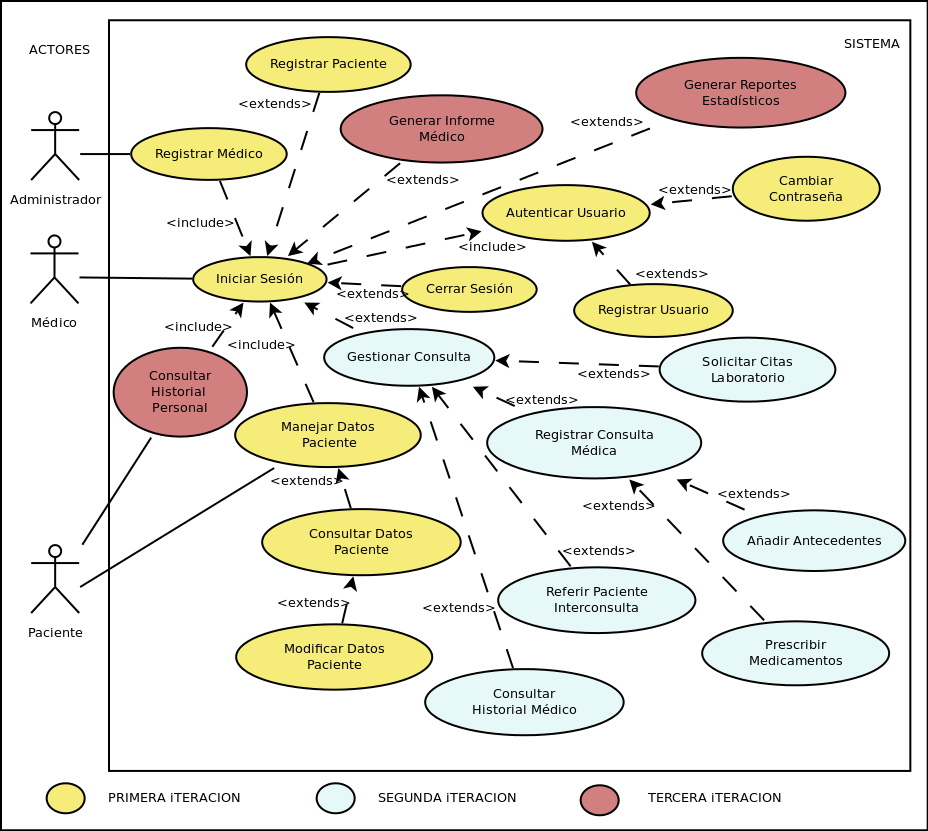 ACTORES
SISTEMA
Registrar Paciente
<extends>
Generar Reportes
Estadísticos
Generar Informe
Médico
<extends>
Registrar Médico
<extends>
Cambiar
Contraseña
<extends>
Administrador
Autenticar Usuario
<include>
<include>
Iniciar Sesión
<extends>
Cerrar Sesión
<extends>
Registrar Usuario
Médico
<extends>
<include>
<include>
Gestionar Consulta
Solicitar Citas
Laboratorio
<extends>
Consultar
Historial
Personal
<extends>
Manejar Datos
Paciente
Registrar Consulta
Médica
<extends>
<extends>
<extends>
Consultar Datos
Paciente
Añadir Antecedentes
<extends>
Referir Paciente
Interconsulta
<extends>
<extends>
Paciente
Modificar Datos
Paciente
Prescribir
Medicamentos
Consultar
Historial Médico
PRIMERA iTERACION
SEGUNDA iTERACION
TERCERA iTERACION